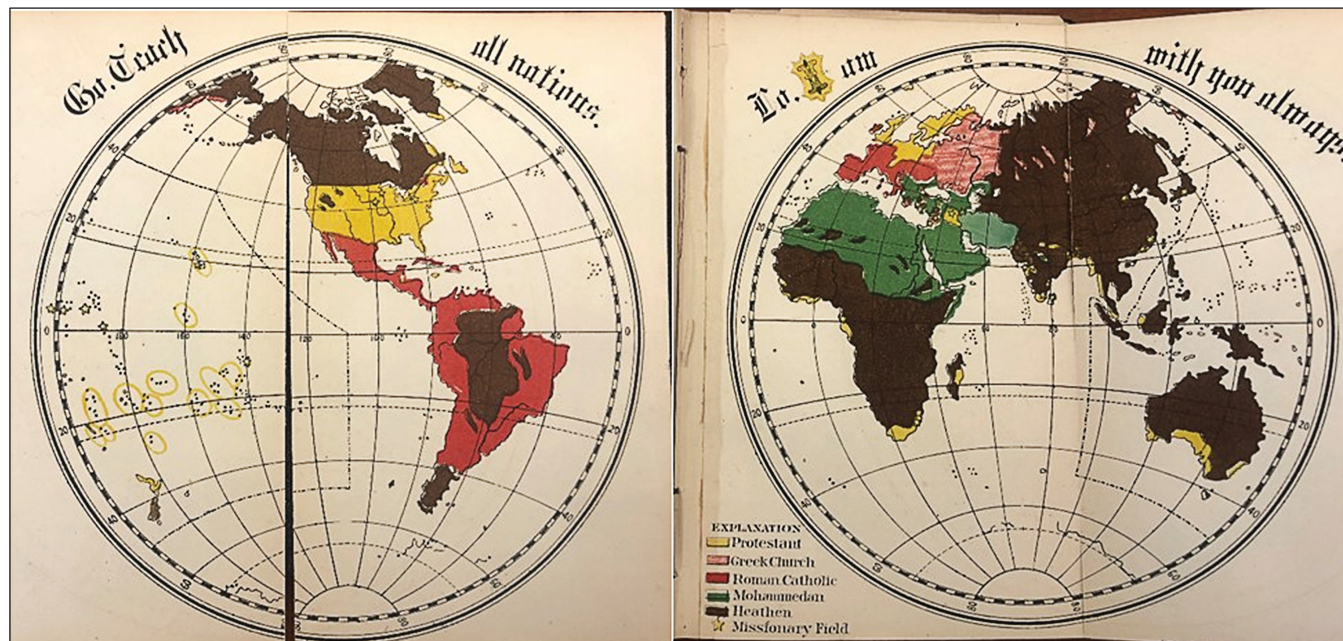 Go. Teach all nations.
Lo. I am with you always
EXPLANATION
Protestant
Greek Church
Roman Catholic
Mohammedan
Heathen
Missionary Field